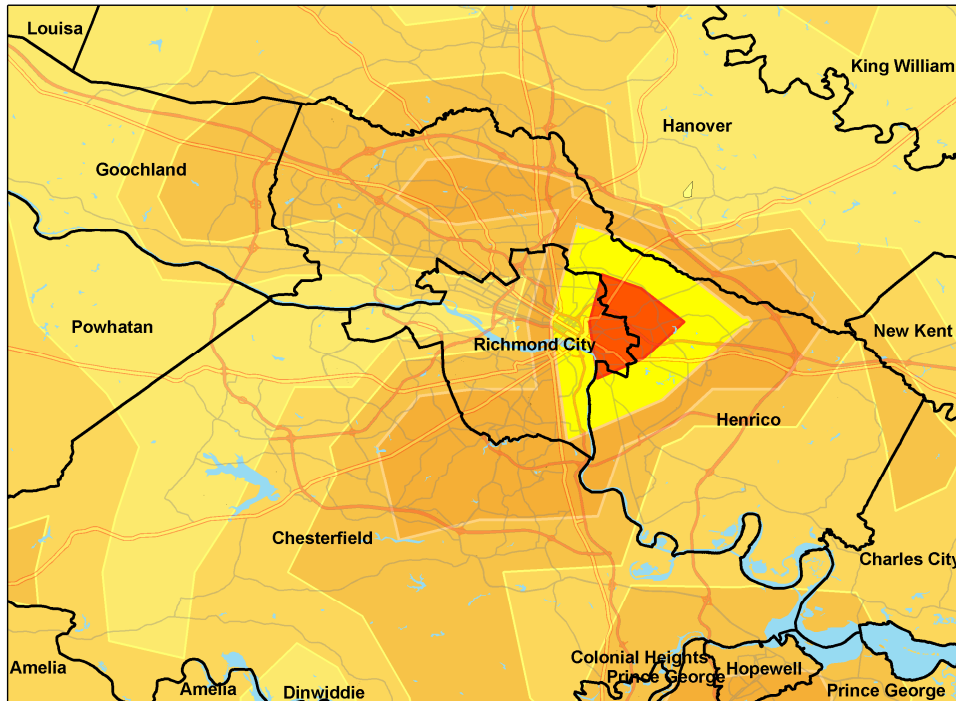 Louisa
King William
Hanover
Goochland
Powhatan
New Kent
Richmond City
Henrico
Chesterfield
Charles City
Colonial Heights
Amelia
Prince George
Hopewell
Amelia
Dinwiddie
Prince George